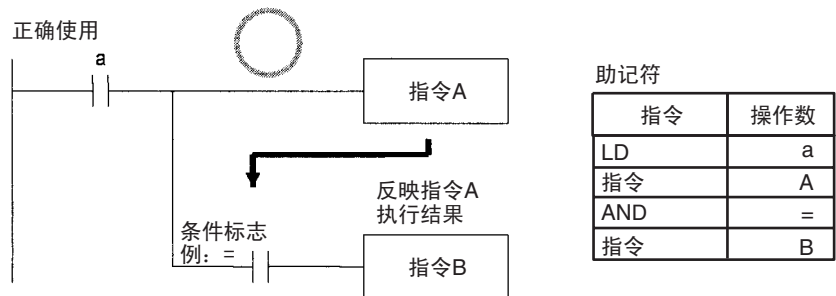 正确使用
a
指令A
反映指令A
执行结果
条件标志
例：=
指令B
助记符
指令 操作数
LD a
指令 A
AND =
指令 B